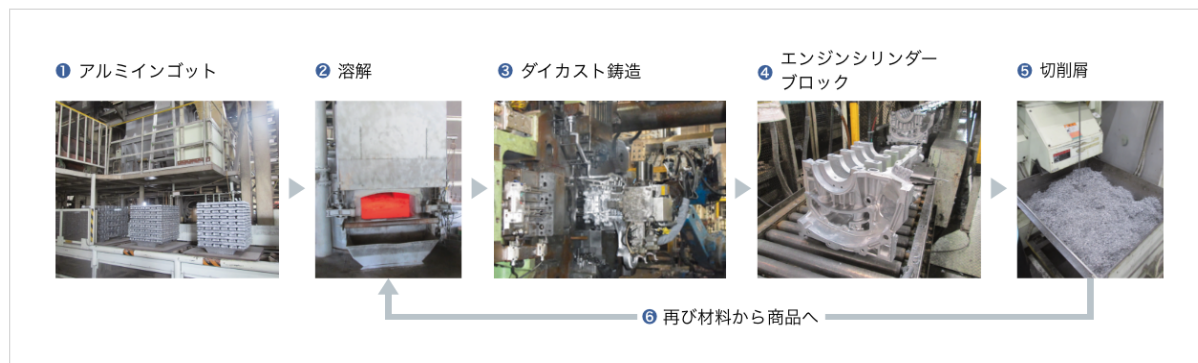 ❶ アルミインゴット
❷ 溶解
❸ ダイカスト鋳造
❹ エンジンシリンダー
ブロック
❺ 切削屑
❻ 再び材料から商品へ